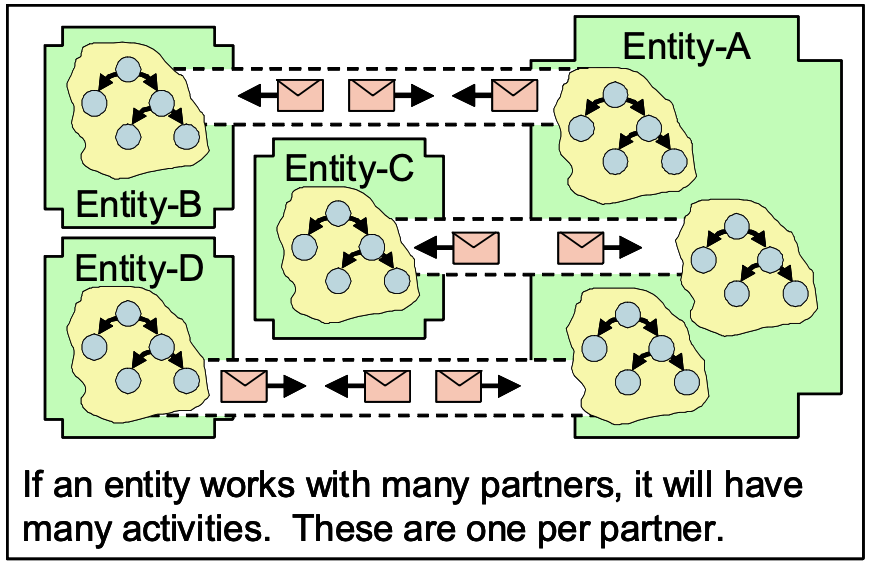 Entity-A
Entity-C
Entity-B
Entity-D
If an entity works with many partners, it will have
many activities.  These are one per partner.